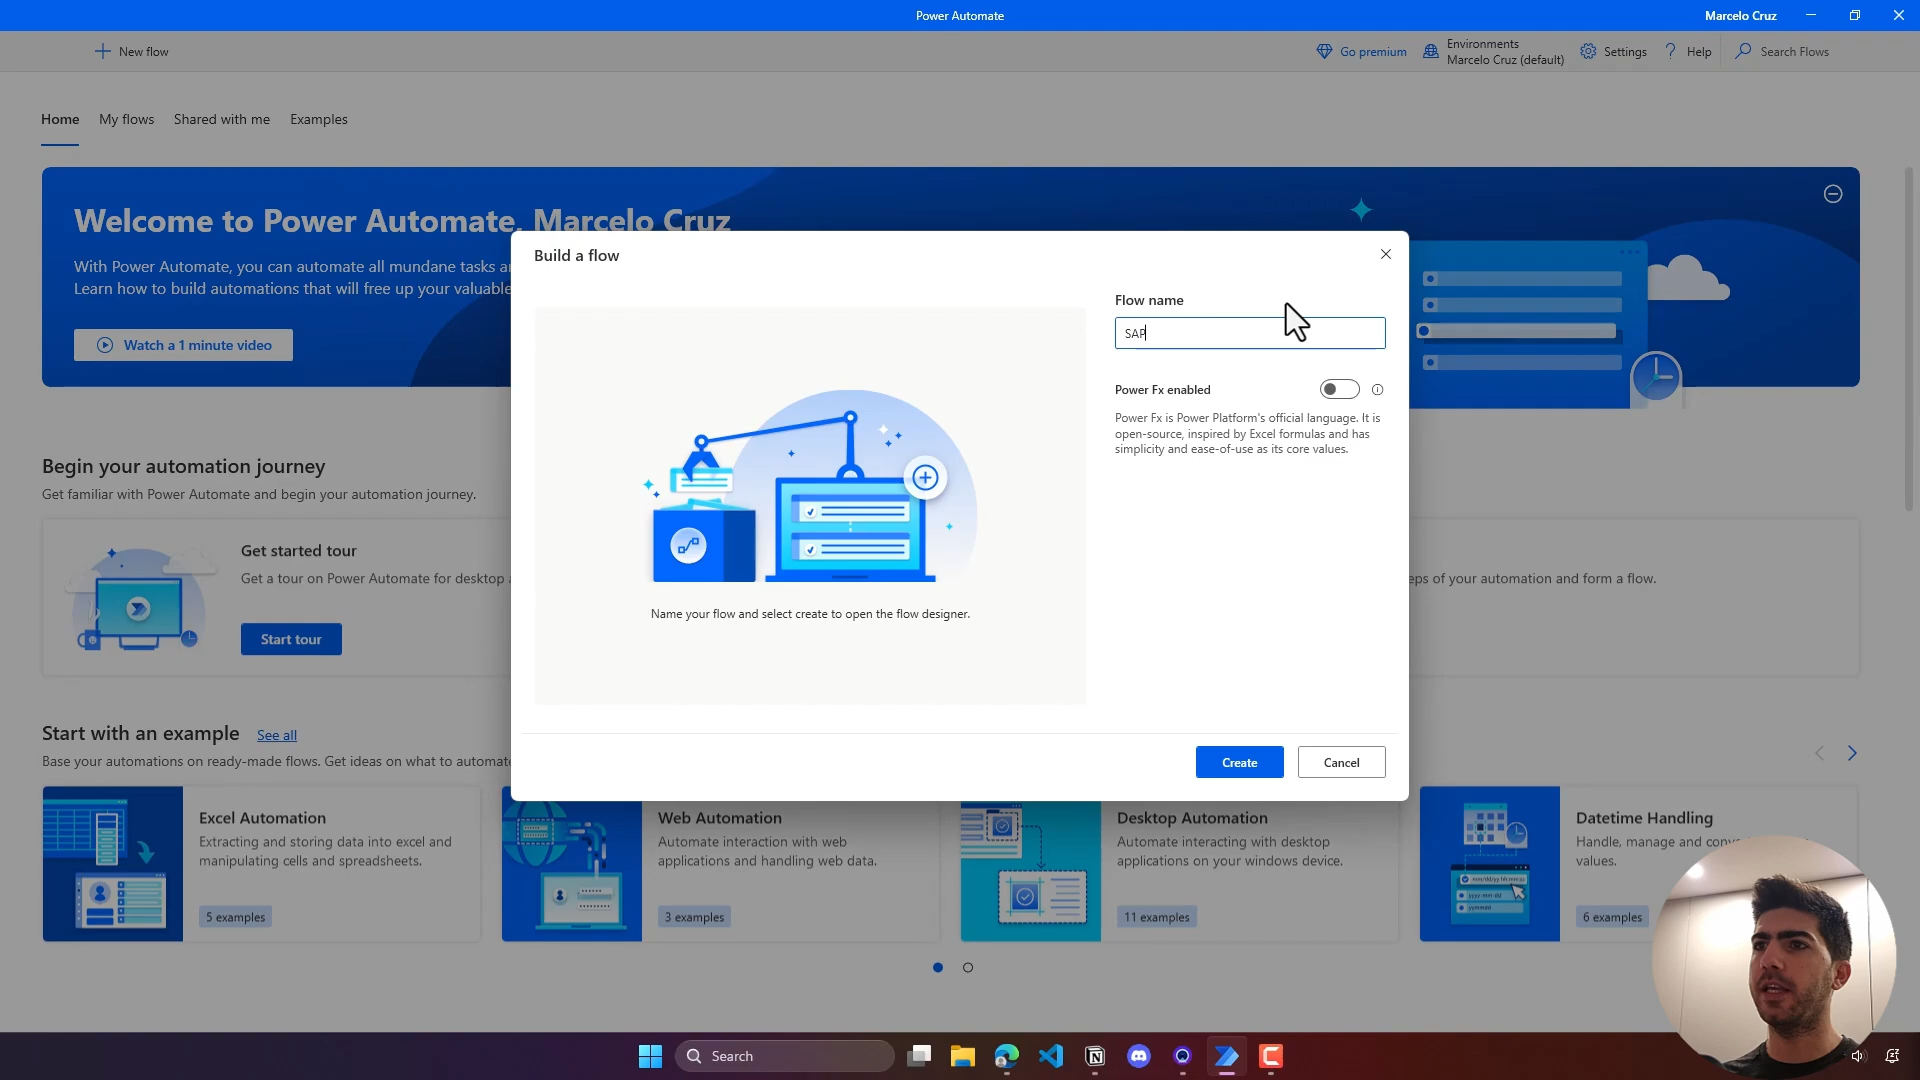 Power Automate
Marcelo Cruz
New flow
Go premium
Environments
Marcelo Cruz (default)
Settings
Help
Search Flows
Home
My flows
Shared with me
Examples
Welcome to Power Automate, Marcelo Cruz
With Power Automate, you can automate all mundane tasks
Learn how to build automations that will free up your valuable
Watch a 1 minute video
Build a flow
Flow name
SAP
Power Fx enabled
Power Fx is Power Platform's official language. It is
open-source, inspired by Excel formulas and has
simplicity and ease-of-use as its core values.
Name your flow and select create to open the flow designer.
Create
Cancel
Begin your automation journey
Get familiar with Power Automate and begin your automation journey.
Get started tour
Get a tour on Power Automate for desktop
Start tour
eps of your automation and form a flow.
Start with an example
See all
Base your automations on ready-made flows. Get ideas on what to automate
Excel Automation
Extracting and storing data into excel and
manipulating cells and spreadsheets.
5 examples
Web Automation
Automate interaction with web
applications and handling web data.
3 examples
Desktop Automation
Automate interacting with desktop
applications on your windows device.
11 examples
Datetime Handling
Handle, manage and
values.
6 examples
Search